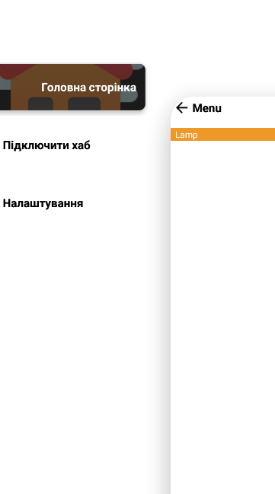 Головна сторінка
Menu
Lamp
Підключити хаб
Налаштування